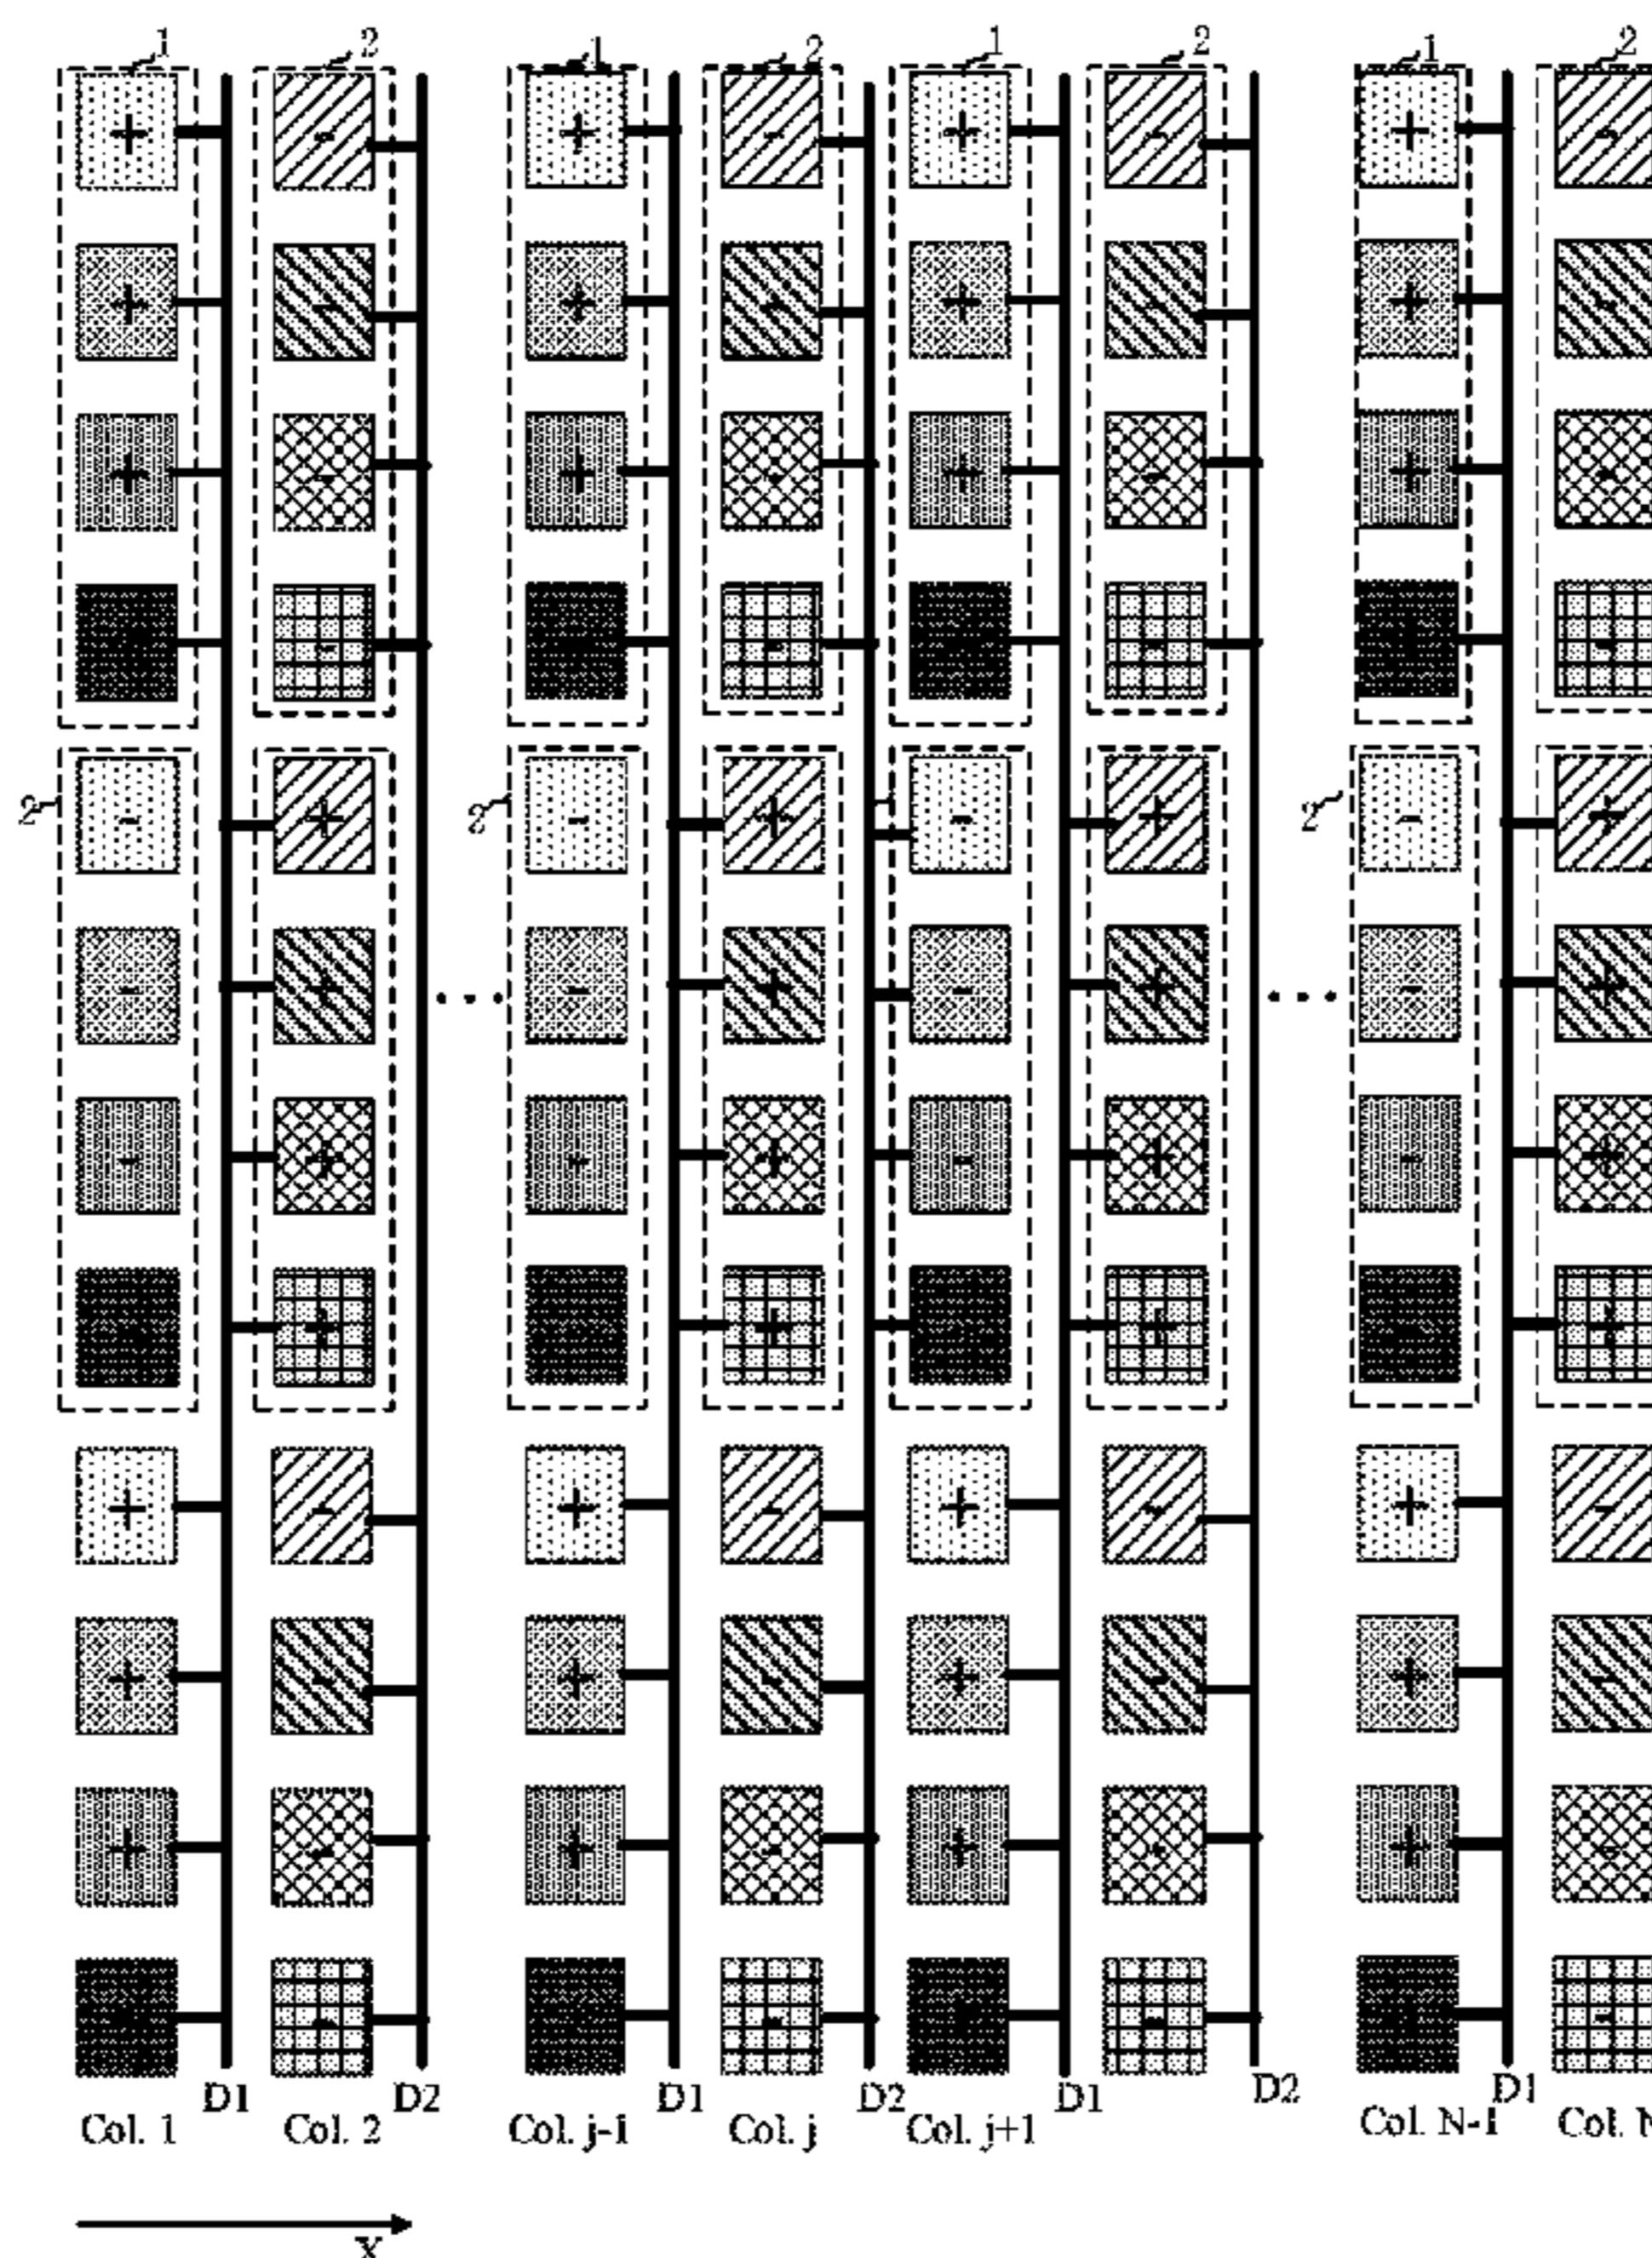 1 2 1 2 1 2 1 2
+ - + - + - + -
+ - + - + - + -
+ - + - + - + -
- - - -
2 - + 2 - + - + 2 - +
- + - + - + - +
... ...
- + - + - + - +
+ + + +
+ - + - + - + -
+ - + - + - + -
+ - + - + - + -
- - - -
D1 D2 D1 D2 D1 D2 D1
Col. 1 Col. 2 Col. j-1 Col. j Col. j+1 Col. N-1 Col. N
X